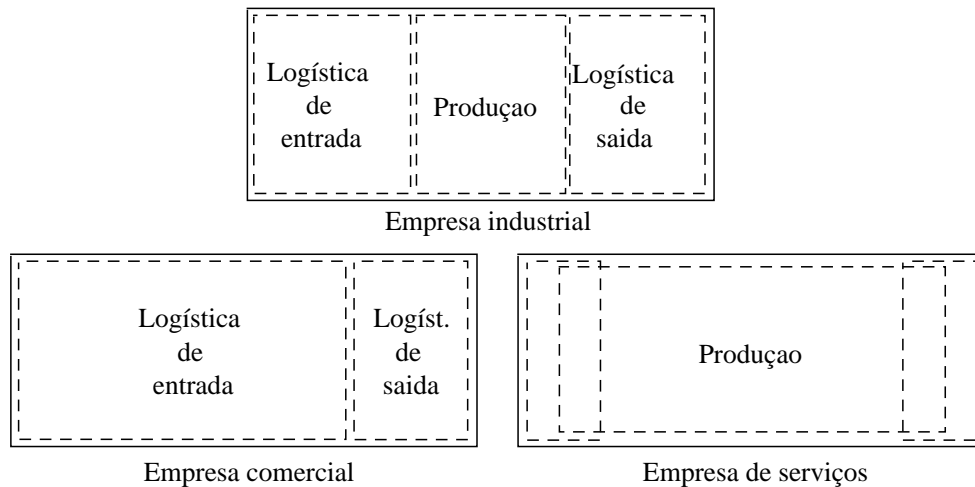 Logística
de
entrada
Produçao
Logística
de
saida
Empresa industrial
Logística
de
entrada
Logíst.
de
saida
Produçao
Empresa comercial
Empresa de serviços